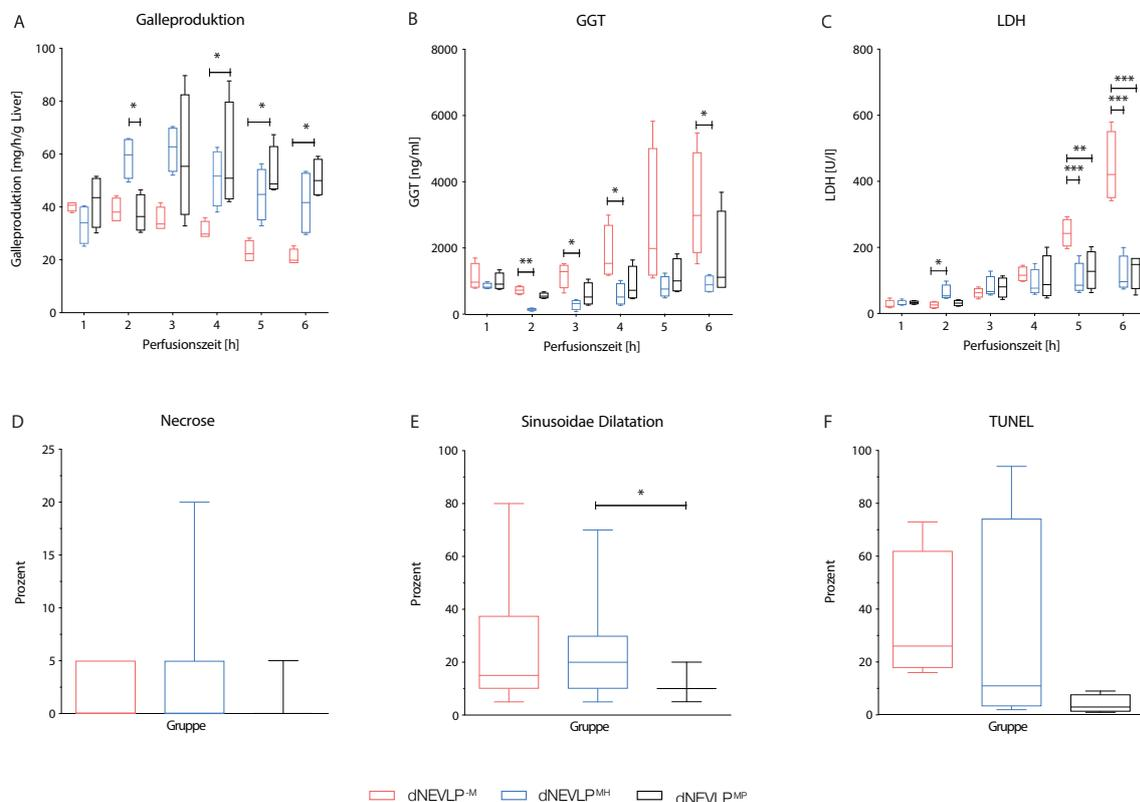 A Galleproduktion
Galleproduktion [mg/h/g Liver]
100
80
60
40
20
0
* * * *
1 2 3 4 5 6
Perfusionszeit [h]
B GGT
GGT [ng/ml]
8000
6000
4000
2000
0
** * * *
1 2 3 4 5 6
Perfusionszeit [h]
C LDH
LDH [U/l]
800
600
400
200
0
* ** *** *** ***
1 2 3 4 5 6
Perfusionszeit [h]
D Necrose
Prozent
25
20
15
10
5
0
Gruppe
E Sinusoidae Dilatation
Prozent
100
80
60
40
20
0
*
Gruppe
F TUNEL
Prozent
100
80
60
40
20
0
Gruppe
dNEVLP-M dNEVLPMH dNEVLPMP